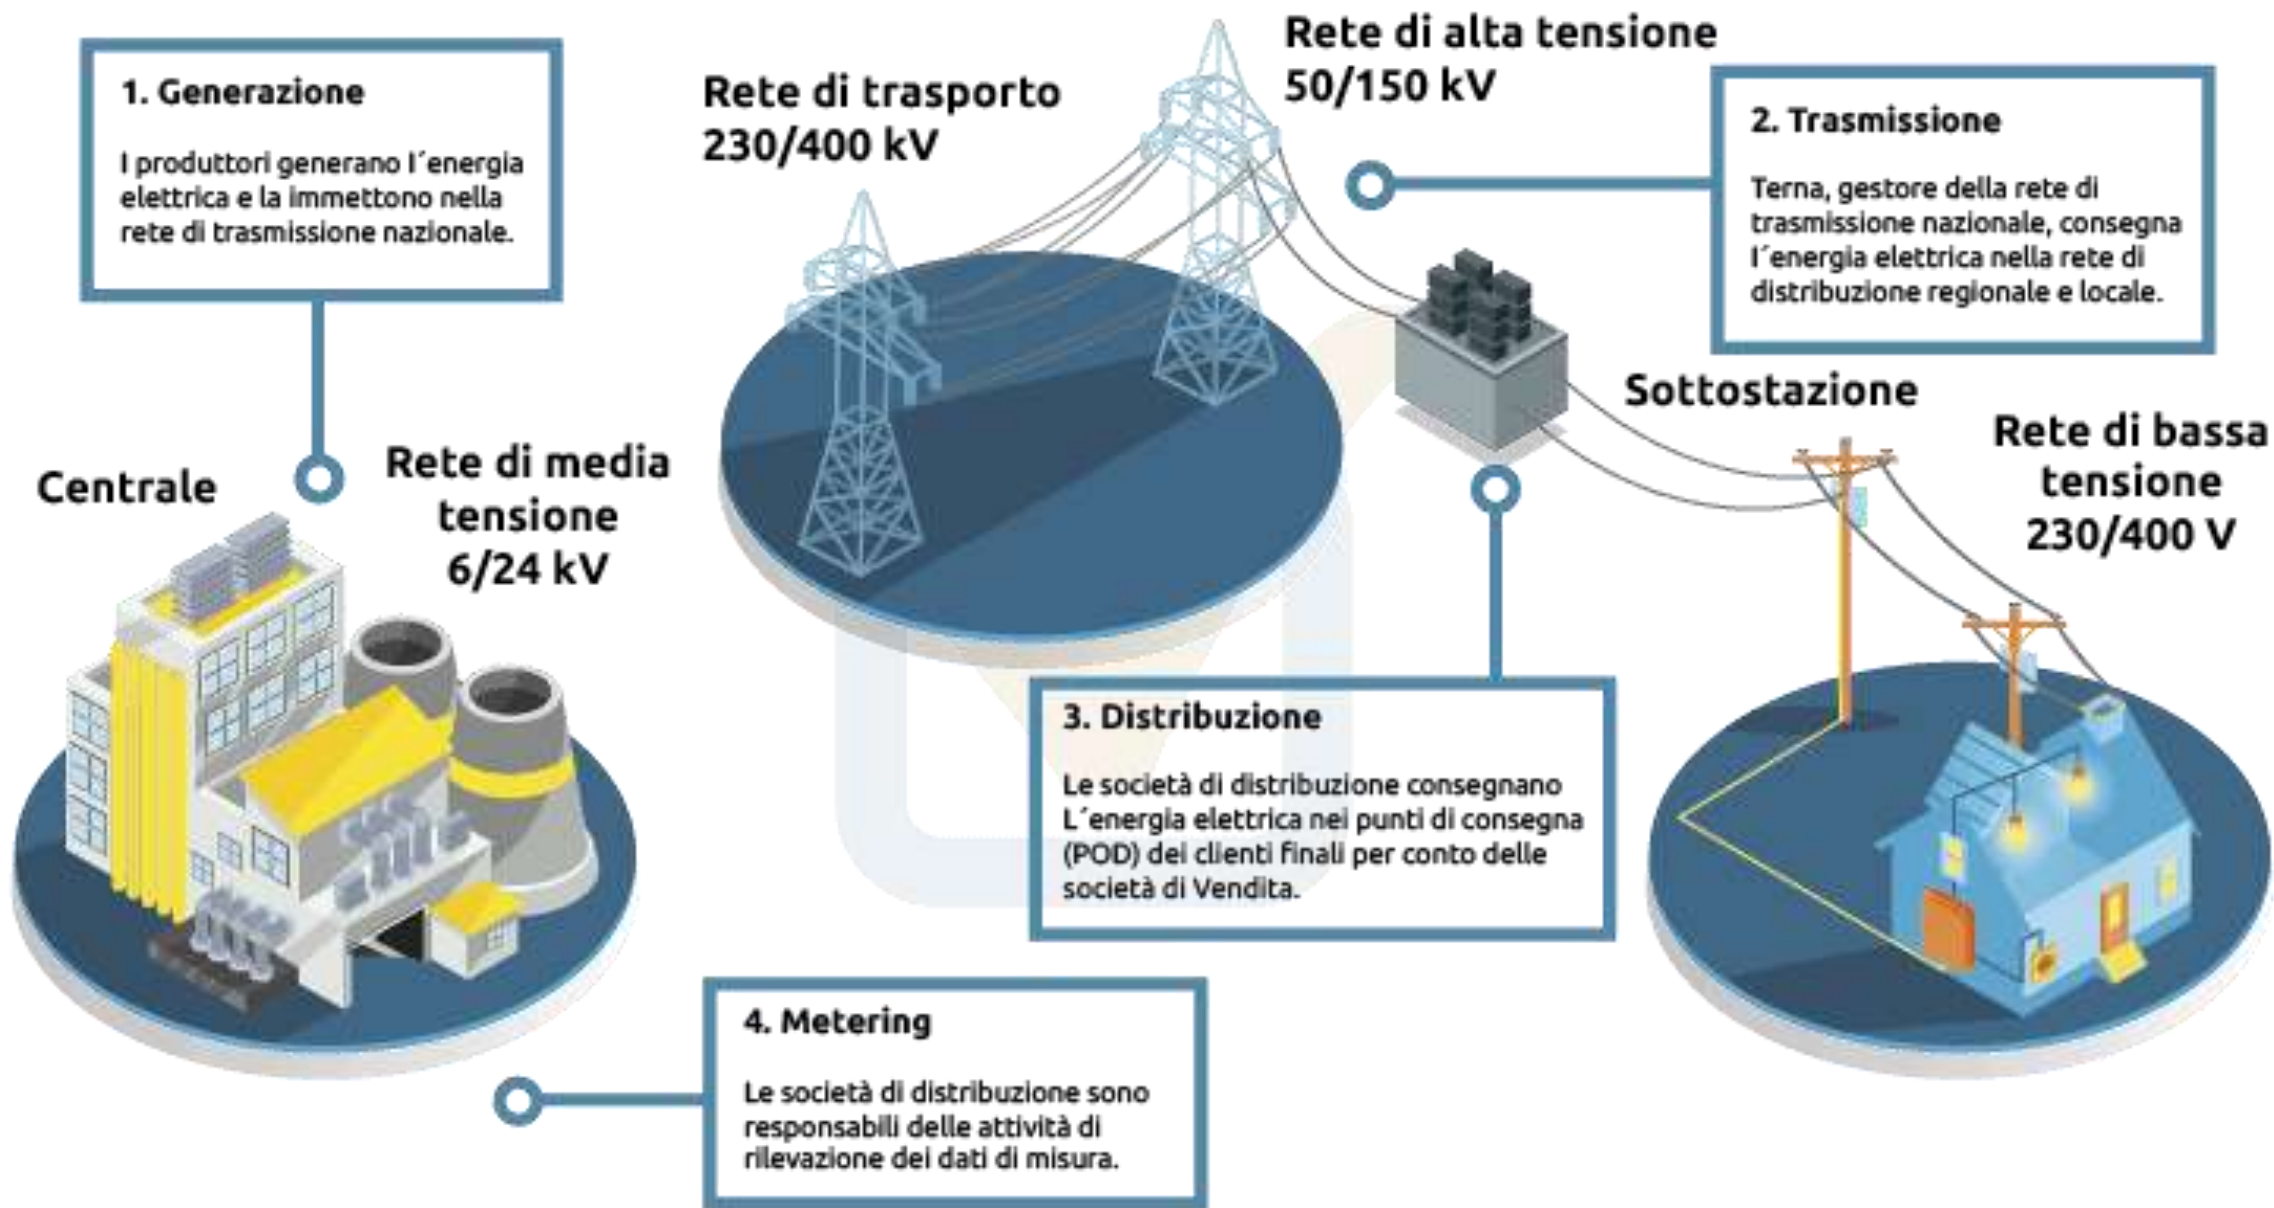 1. Generazione
I produttori generano l´energia
elettrica e la immettono nella
rete di trasmissione nazionale.
Rete di trasporto
230/400 kV
Rete di alta tensione
50/150 kV
2. Trasmissione
Terna, gestore della rete di
trasmissione nazionale, consegna
l´energia elettrica nella rete di
distribuzione regionale e locale.
Centrale
Rete di media
tensione
6/24 kV
Sottostazione
Rete di bassa
tensione
230/400 V
3. Distribuzione
Le società di distribuzione consegnano
L´energia elettrica nei punti di consegna
(POD) dei clienti finali per conto delle
società di Vendita.
4. Metering
Le società di distribuzione sono
responsabili delle attività di
rilevazione dei dati di misura.